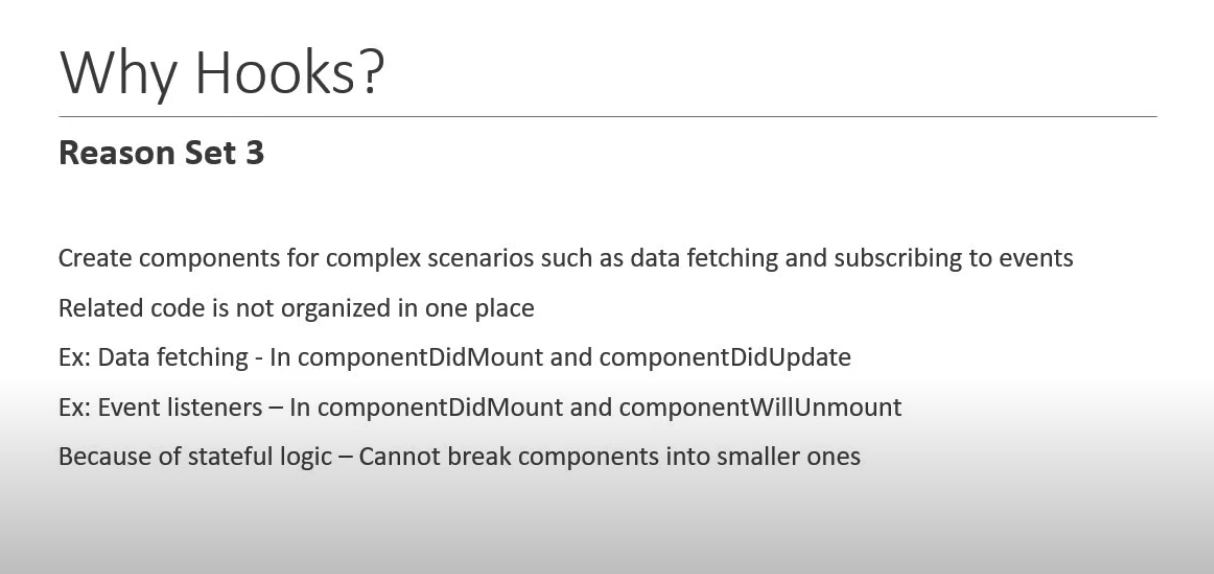 Why Hooks?
Reason Set 3
Create components for complex scenarios such as data fetching and subscribing to events
Related code is not organized in one place
Ex: Data fetching - In componentDidMount and componentDidUpdate
Ex: Event listeners – In componentDidMount and componentWillUnmount
Because of stateful logic – Cannot break components into smaller ones